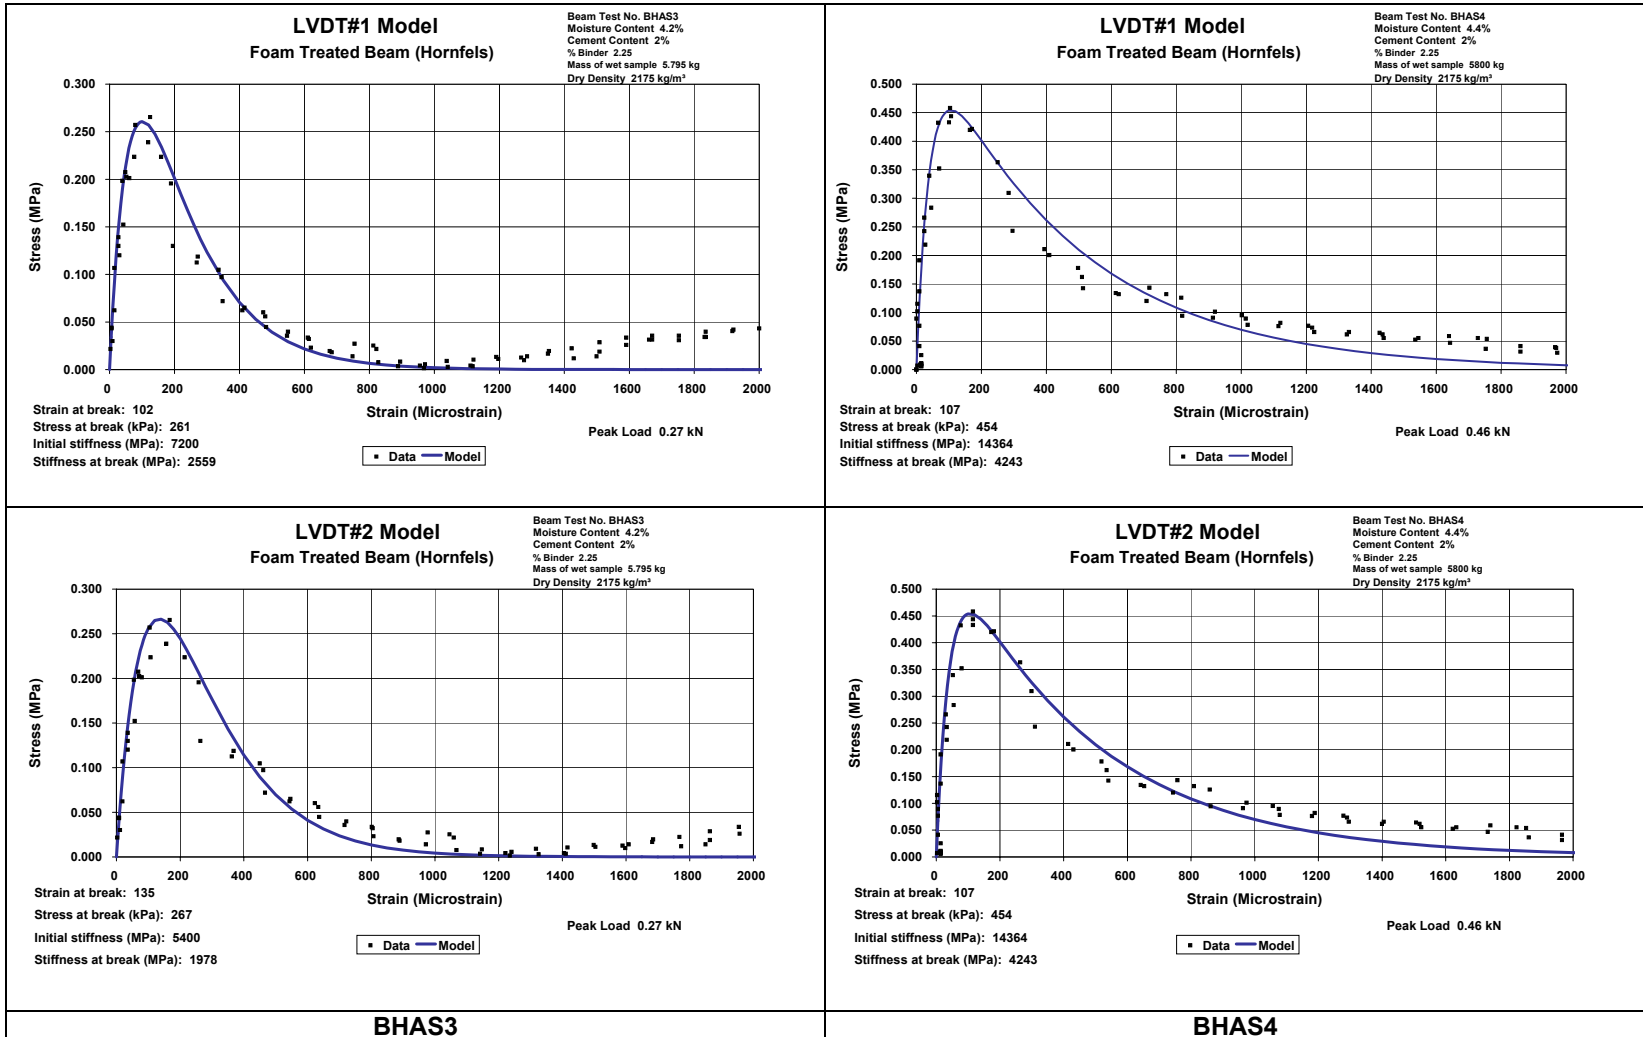 LVDT#1 Model
Foam Treated Beam (Hornfels)
Beam Test No. BHAS3
Moisture Content 4.2%
Cement Content 2%
% Binder 2.25
Mass of wet sample 5.795 kg
Dry Density 2175 kg/m³
0.300
0.250
0.200
0.150
0.100
0.050
0.000
Stress (MPa)
0 200 400 600 800 1000 1200 1400 1600 1800 2000
Strain (Microstrain)
Strain at break: 102
Stress at break (kPa): 261
Initial stiffness (MPa): 7200
Stiffness at break (MPa): 2559
Peak Load 0.27 kN
Data Model
LVDT#1 Model
Foam Treated Beam (Hornfels)
Beam Test No. BHAS4
Moisture Content 4.4%
Cement Content 2%
% Binder 2.25
Mass of wet sample 5800 kg
Dry Density 2175 kg/m³
0.500
0.450
0.400
0.350
0.300
0.250
0.200
0.150
0.100
0.050
0.000
Stress (MPa)
0 200 400 600 800 1000 1200 1400 1600 1800 2000
Strain (Microstrain)
Strain at break: 107
Stress at break (kPa): 454
Initial stiffness (MPa): 14364
Stiffness at break (MPa): 4243
Peak Load 0.46 kN
Data Model
LVDT#2 Model
Foam Treated Beam (Hornfels)
Beam Test No. BHAS3
Moisture Content 4.2%
Cement Content 2%
% Binder 2.25
Mass of wet sample 5.795 kg
Dry Density 2175 kg/m³
0.300
0.250
0.200
0.150
0.100
0.050
0.000
Stress (MPa)
0 200 400 600 800 1000 1200 1400 1600 1800 2000
Strain (Microstrain)
Strain at break: 135
Stress at break (kPa): 267
Initial stiffness (MPa): 5400
Stiffness at break (MPa): 1978
Peak Load 0.27 kN
Data Model
LVDT#2 Model
Foam Treated Beam (Hornfels)
Beam Test No. BHAS4
Moisture Content 4.4%
Cement Content 2%
% Binder 2.25
Mass of wet sample 5800 kg
Dry Density 2175 kg/m³
0.500
0.450
0.400
0.350
0.300
0.250
0.200
0.150
0.100
0.050
0.000
Stress (MPa)
0 200 400 600 800 1000 1200 1400 1600 1800 2000
Strain (Microstrain)
Strain at break: 107
Stress at break (kPa): 454
Initial stiffness (MPa): 14364
Stiffness at break (MPa): 4243
Peak Load 0.46 kN
Data Model
BHAS3
BHAS4